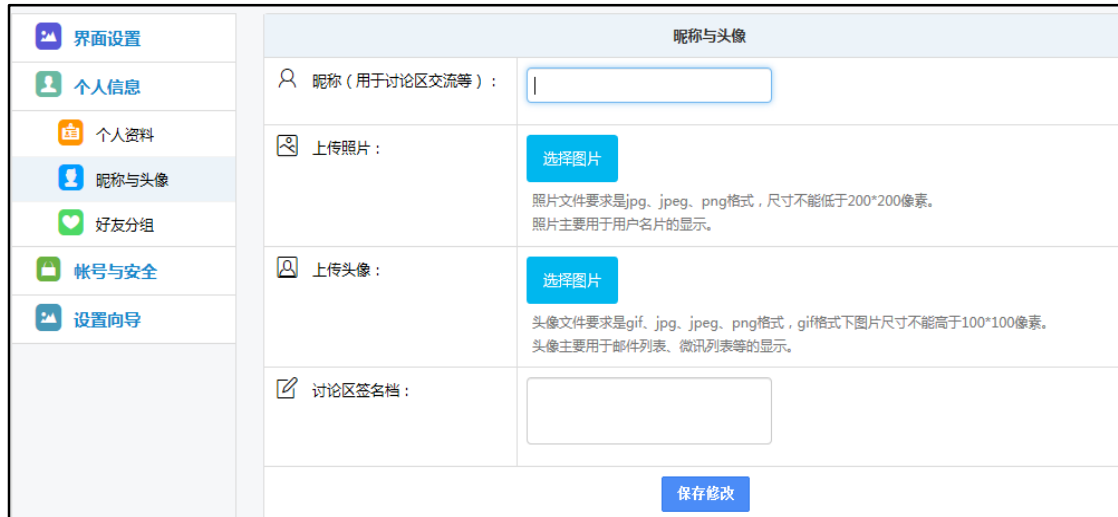 界面设置
个人信息
个人资料
昵称与头像
好友分组
帐号与安全
设置向导
昵称与头像
昵称（用于讨论区交流等）：
上传照片：
选择图片
照片文件要求是jpg、jpeg、png格式，尺寸不能低于200*200像素。
照片主要用于用户名片的显示。
上传头像：
选择图片
头像文件要求是gif、jpg、jpeg、png格式，gif格式下图片尺寸不能高于100*100像素。
头像主要用于邮件列表、微讯列表等的显示。
讨论区签名档：
保存修改